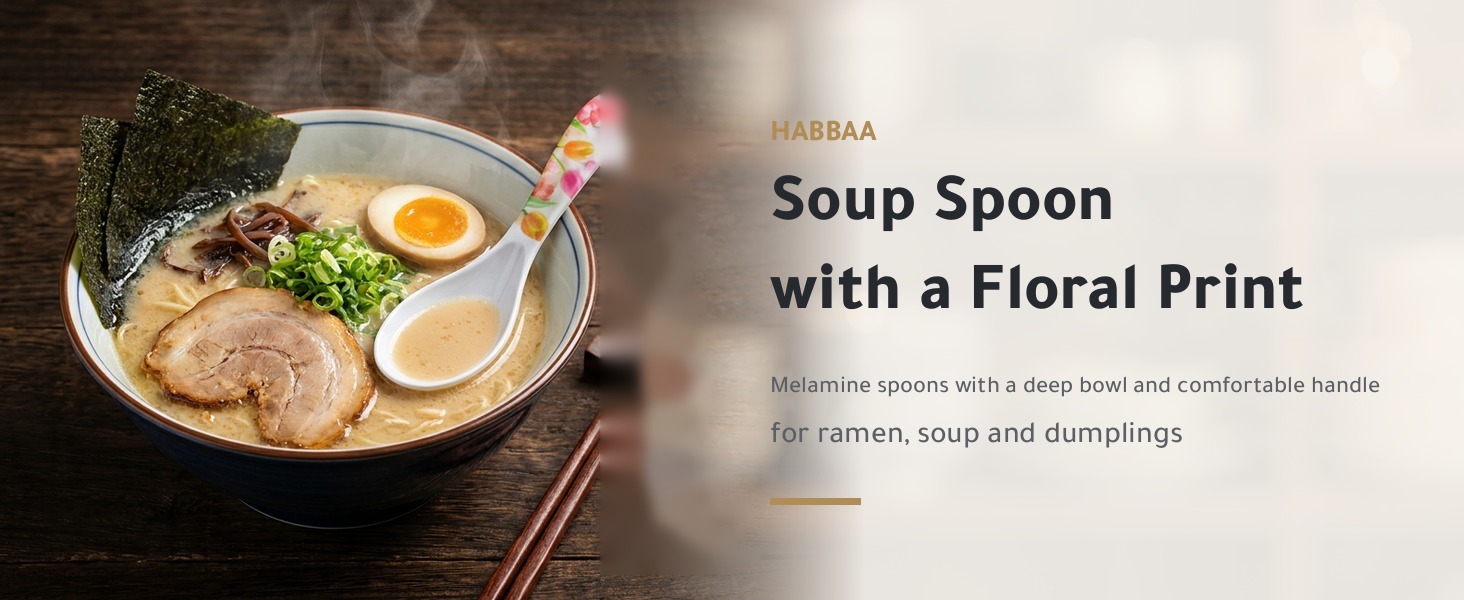 HABBAA
Soup Spoon
with a Floral Print
Melamine spoons with a deep bowl and comfortable handle
for ramen, soup and dumplings